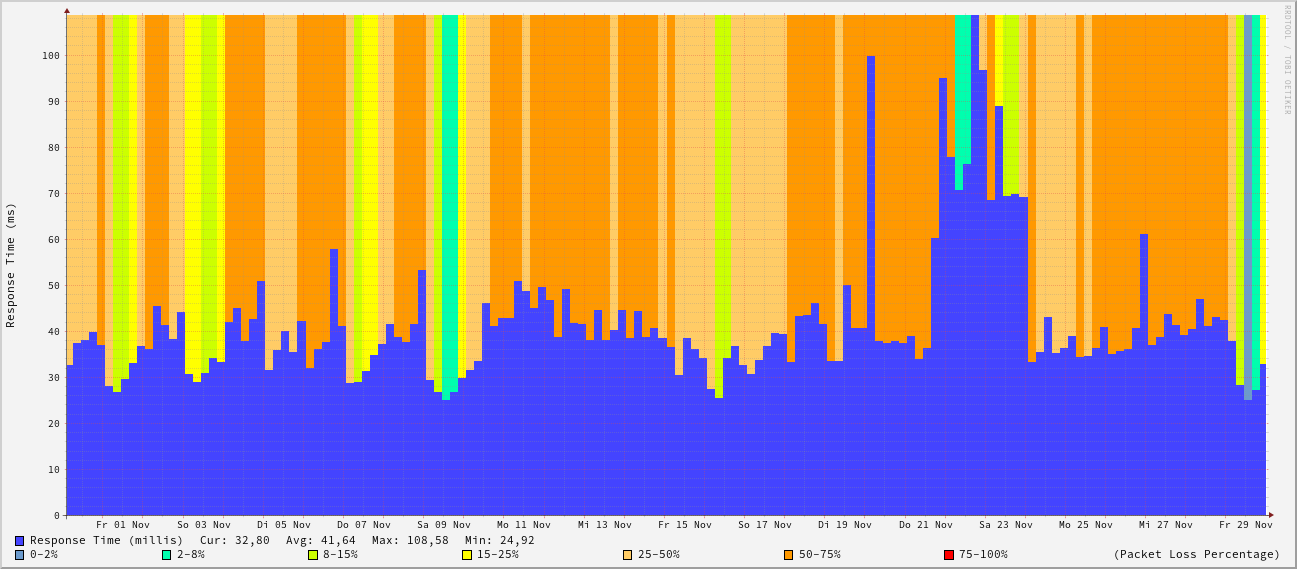 RRDTOOL / TOBI OETIKER
Response Time (ms)
100
90
80
70
60
50
40
30
20
10
0
Fr 01 Nov So 03 Nov Di 05 Nov Do 07 Nov Sa 09 Nov Mo 11 Nov Mi 13 Nov Fr 15 Nov So 17 Nov Di 19 Nov Do 21 Nov Sa 23 Nov Mo 25 Nov Mi 27 Nov Fr 29 Nov
Response Time (millis) Cur: 32,80 Avg: 41,64 Max: 108,58 Min: 24,92
0-2% 2-8% 8-15% 15-25% 25-50% 50-75% 75-100% (Packet Loss Percentage)